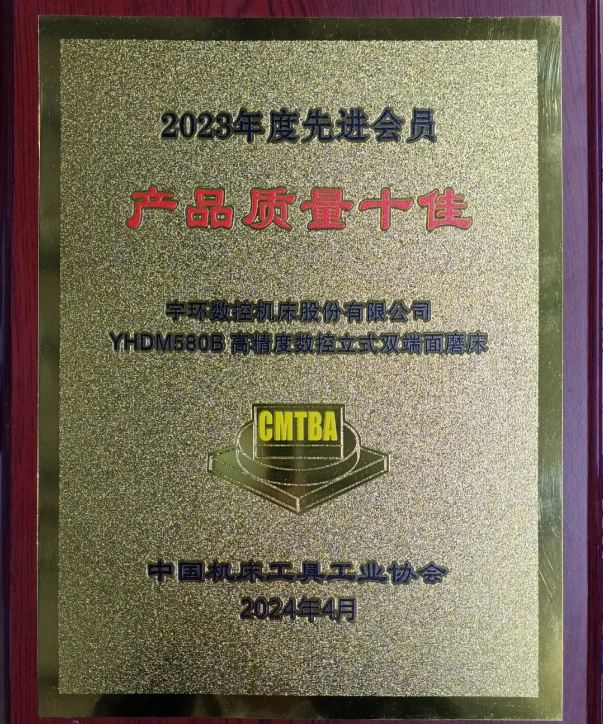 2023年度先进会员
产品质量十佳
宇环数控机床股份有限公司
YHDM580B 高精度数控立式双端面磨床
CMTBA
中国机床工具工业协会
2024年4月